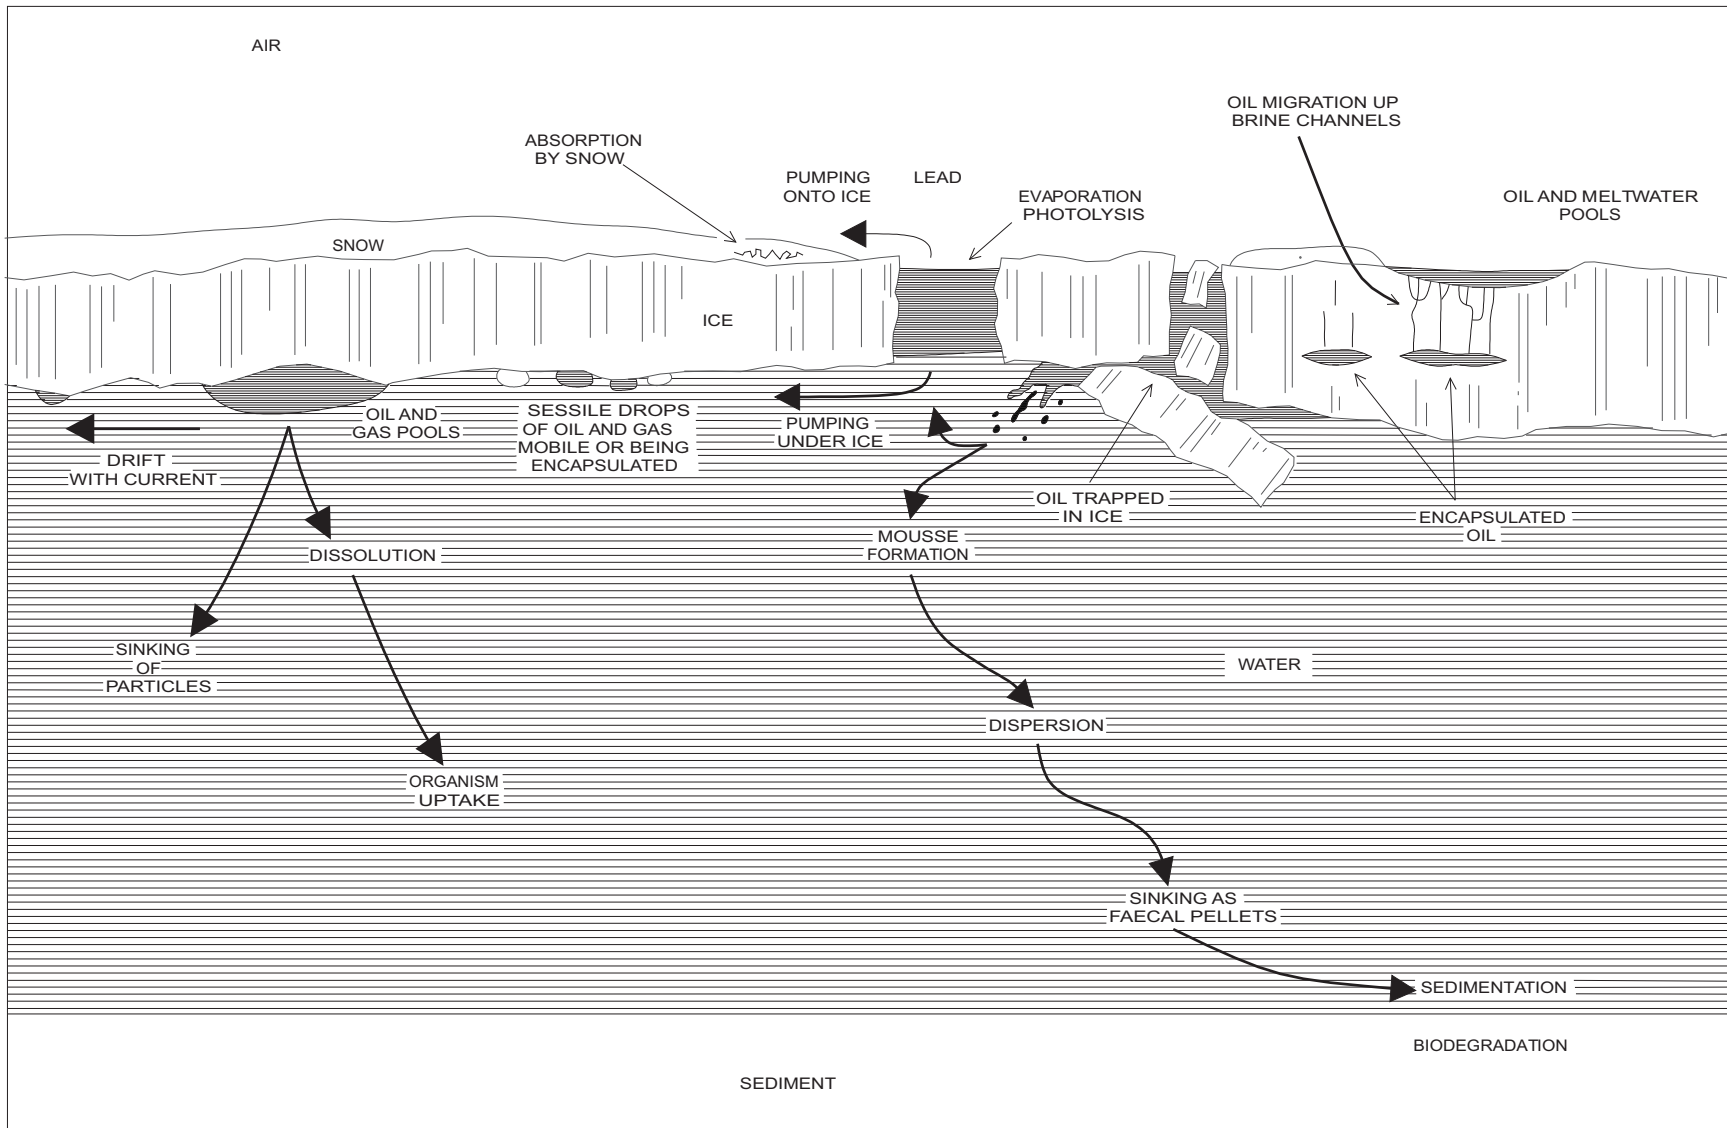 AIR
OIL MIGRATION UP
BRINE CHANNELS
ABSORPTION
BY SNOW
PUMPING
ONTO ICE
LEAD
EVAPORATION
PHOTOLYSIS
OIL AND MELTWATER
POOLS
SNOW
ICE
OIL AND
GAS POOLS
SESSILE DROPS
OF OIL AND GAS
MOBILE OR BEING
ENCAPSULATED
PUMPING
UNDER ICE
DRIFT
WITH CURRENT
OIL TRAPPED
IN ICE
ENCAPSULATED
OIL
DISSOLUTION
MOUSSE
FORMATION
SINKING
OF
PARTICLES
WATER
DISPERSION
ORGANISM
UPTAKE
SINKING AS
FAECAL PELLETS
SEDIMENTATION
BIODEGRADATION
SEDIMENT